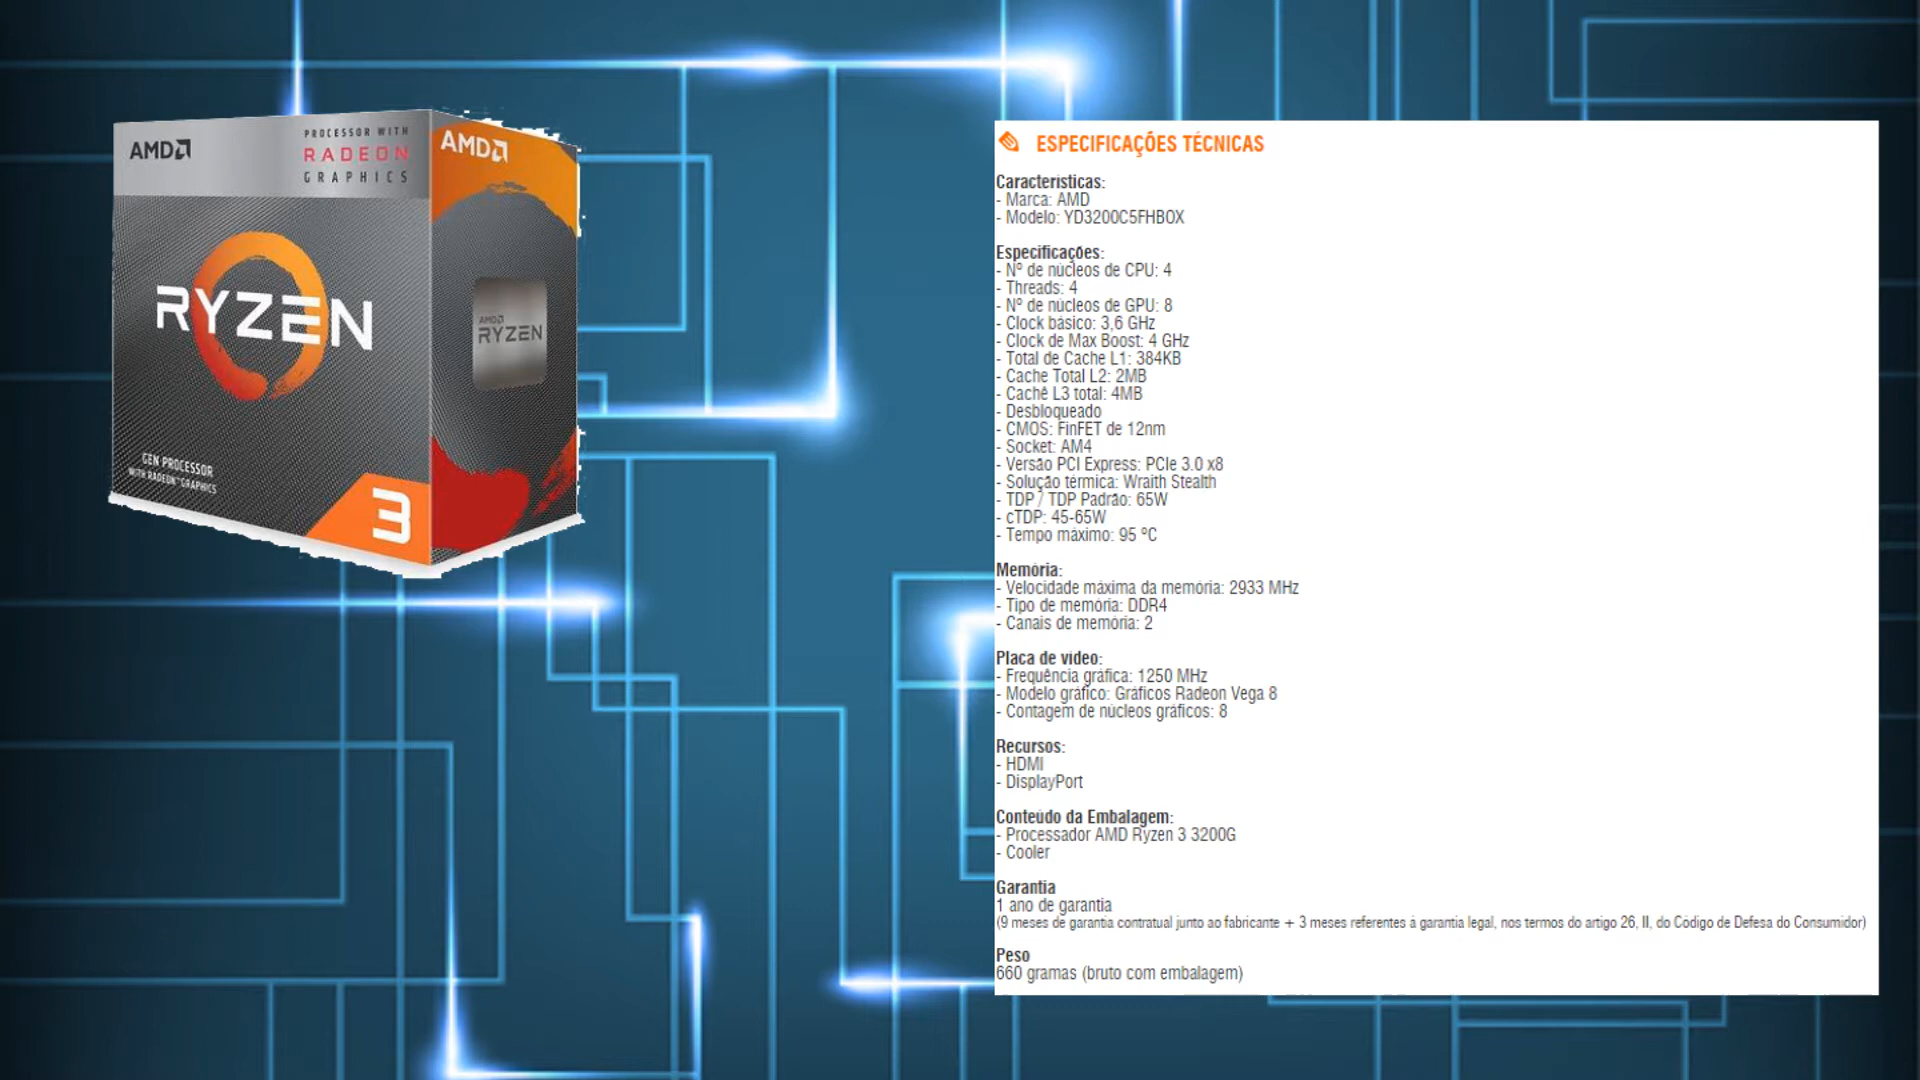 AMD
PROCESSOR WITH
RADEON
GRAPHICS
RYZEN
GEN PROCESSOR
WITH RADEON™ GRAPHICS
3
AMD
AMD
RYZEN
ESPECIFICAÇÕES TÉCNICAS
Características:
- Marca: AMD
- Modelo: YD3200C5FHBOX
Especificações:
- Nº de núcleos de CPU: 4
- Threads: 4
- Nº de núcleos de GPU: 8
- Clock básico: 3,6 GHz
- Clock de Max Boost: 4 GHz
- Total de Cache L1: 384KB
- Cache Total L2: 2MB
- Cachê L3 total: 4MB
- Desbloqueado
- CMOS: FinFET de 12nm
- Socket: AM4
- Versão PCI Express: PCIe 3.0 x8
- Solução térmica: Wraith Stealth
- TDP / TDP Padrão: 65W
- cTDP: 45-65W
- Tempo máximo: 95 ºC
Memória:
- Velocidade máxima da memória: 2933 MHz
- Tipo de memória: DDR4
- Canais de memória: 2
Placa de vídeo:
- Frequência gráfica: 1250 MHz
- Modelo gráfico: Gráficos Radeon Vega 8
- Contagem de núcleos gráficos: 8
Recursos:
- HDMI
- DisplayPort
Conteúdo da Embalagem:
- Processador AMD Ryzen 3 3200G
- Cooler
Garantia
1 ano de garantia
(9 meses de garantia contratual junto ao fabricante + 3 meses referentes à garantia legal, nos termos do artigo 26, II, do Código de Defesa do Consumidor)
Peso
660 gramas (bruto com embalagem)